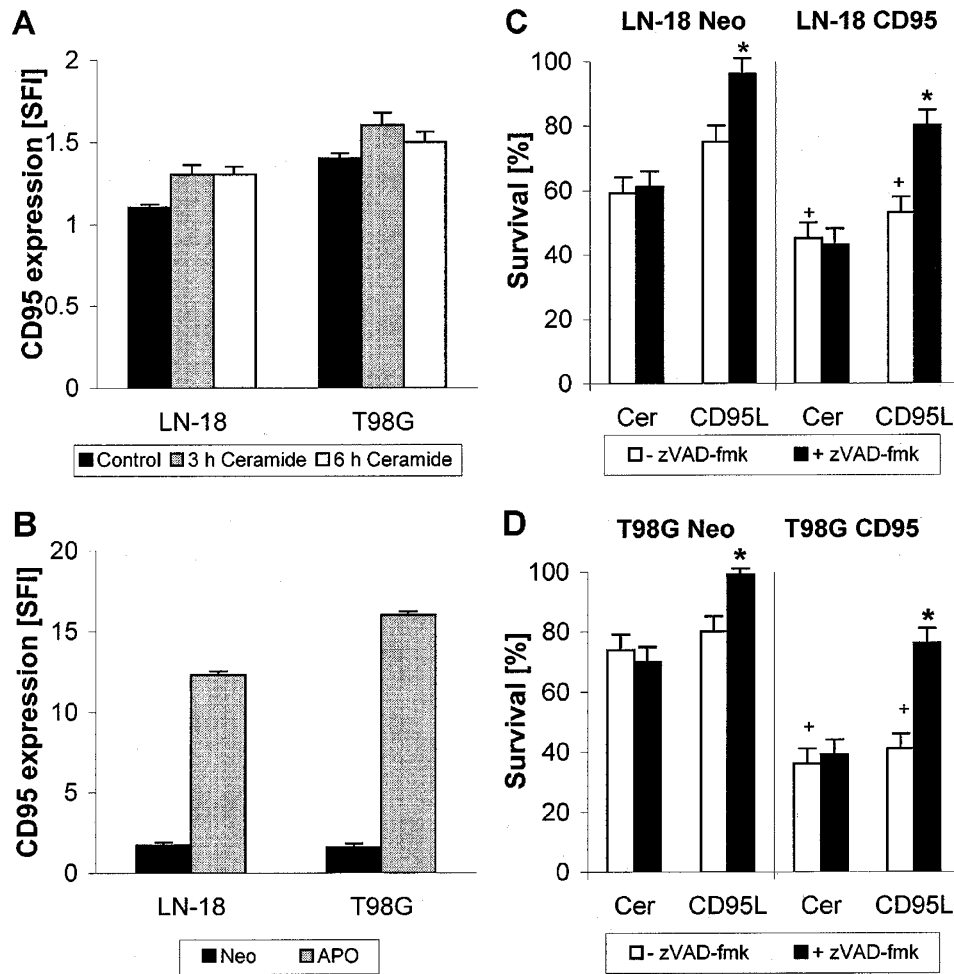 A
CD95 expression [SFI]
2
1.5
1
0.5
0
LN-18
T98G
Control
3 h Ceramide
6 h Ceramide
B
CD95 expression [SFI]
20
15
10
5
0
LN-18
T98G
Neo
APO
C
LN-18 Neo
LN-18 CD95
Survival [%]
100
80
60
40
20
0
*
+
+
*
Cer
CD95L
Cer
CD95L
- zVAD-fmk
+ zVAD-fmk
D
T98G Neo
T98G CD95
Survival [%]
100
80
60
40
20
0
*
+
+
*
Cer
CD95L
Cer
CD95L
- zVAD-fmk
+ zVAD-fmk